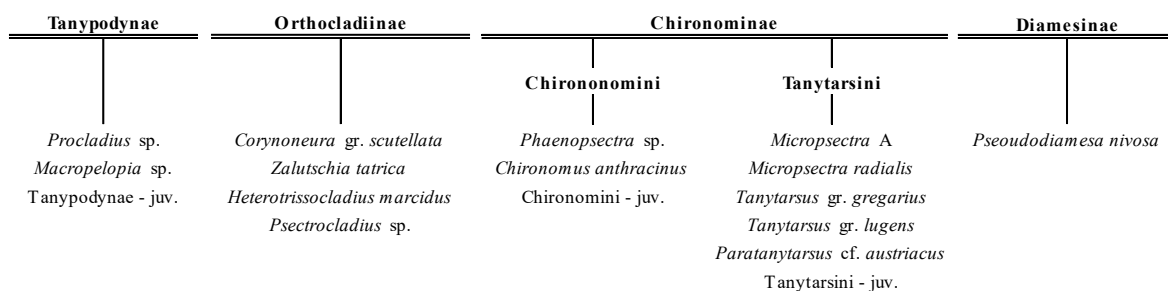 Tanypodynae
Procladius sp.
Macropelopia sp.
Tanypodynae - juv.
Orthocladiinae
Corynoneura gr. scutellata
Zalutschia tatrica
Heterotrissocladius marcidus
Psectrocladius sp.
Chironominae
Chirononomini
Phaenopsectra sp.
Chironomus anthracinus
Chironomini - juv.
Tanytarsini
Micropsectra A
Micropsectra radialis
Tanytarsus gr. gregarius
Tanytarsus gr. lugens
Paratanytarsus cf. austriacus
Tanytarsini - juv.
Diamesinae
Pseoudodiamesa nivosa